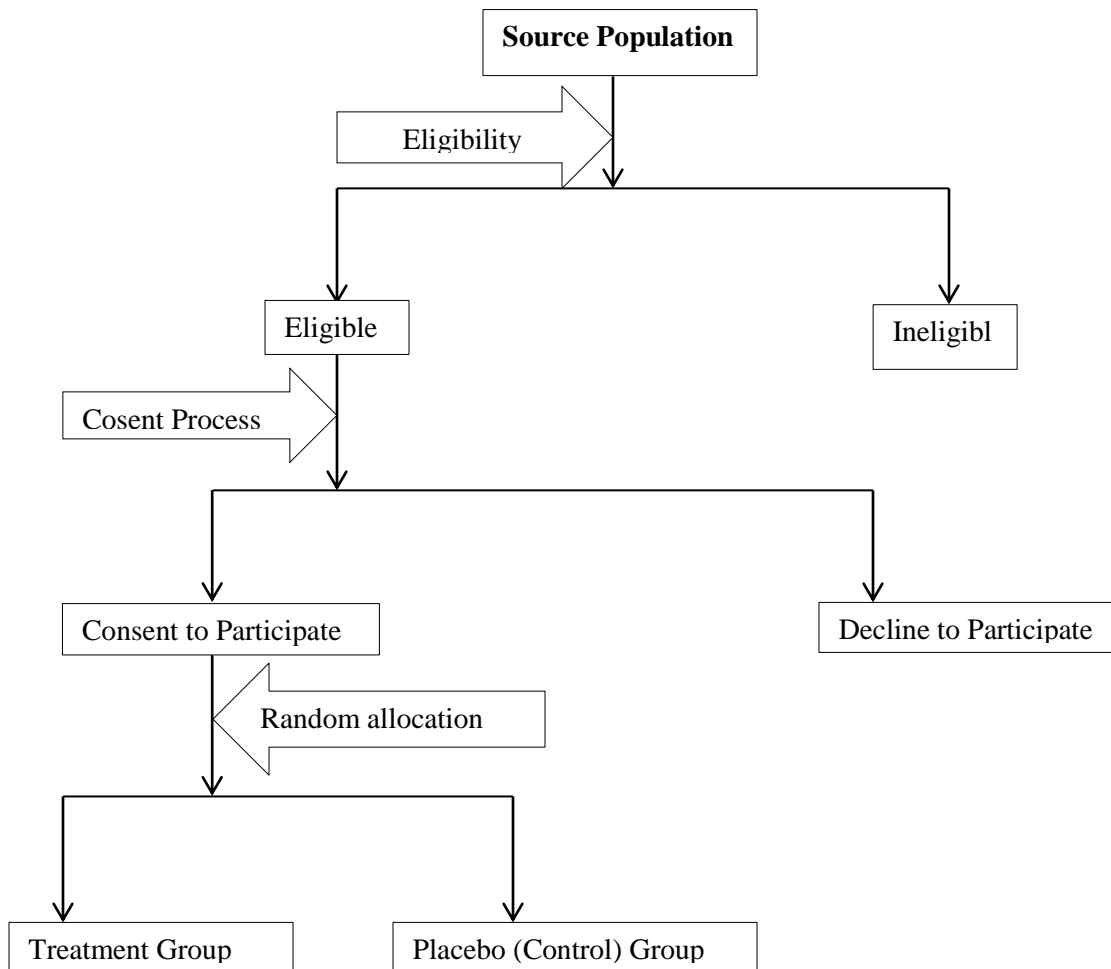 Source Population
Eligibility
Eligible
Ineligibl
Cosent Process
Consent to Participate
Decline to Participate
Random allocation
Treatment Group
Placebo (Control) Group